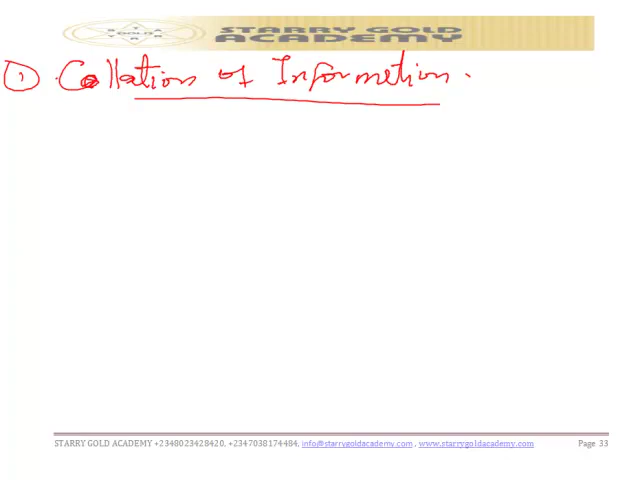 STARRY GOLD
ACADEMY
① Collation of Information.
STARRY GOLD ACADEMY +2348023428420, +2347038174484, info@starrygoldacademy.com , www.starrygoldacademy.com Page 33